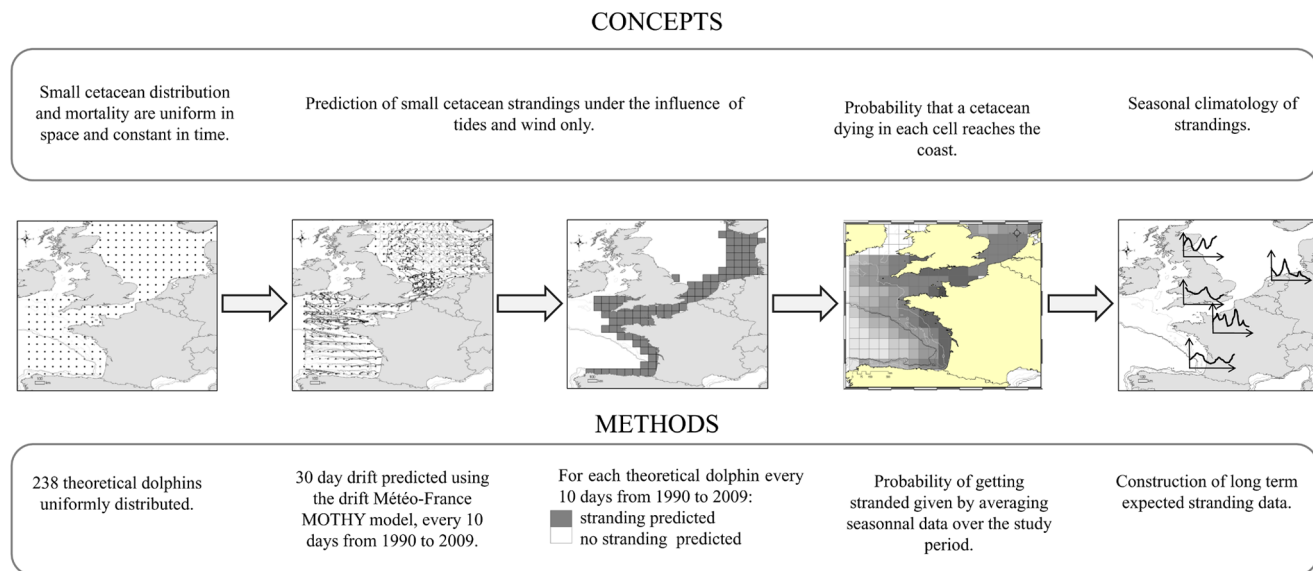 CONCEPTS
Small cetacean distribution
and mortality are uniform in
space and constant in time.
Prediction of small cetacean strandings under the influence of
tides and wind only.
Probability that a cetacean
dying in each cell reaches the
coast.
Seasonal climatology of
strandings.
METHODS
238 theoretical dolphins
uniformly distributed.
30 day drift predicted using
the drift Météo-France
MOTHY model, every 10
days from 1990 to 2009.
For each theoretical dolphin every
10 days from 1990 to 2009:
stranding predicted
no stranding predicted
Probability of getting
stranded given by averaging
seasonnal data over the study
period.
Construction of long term
expected stranding data.